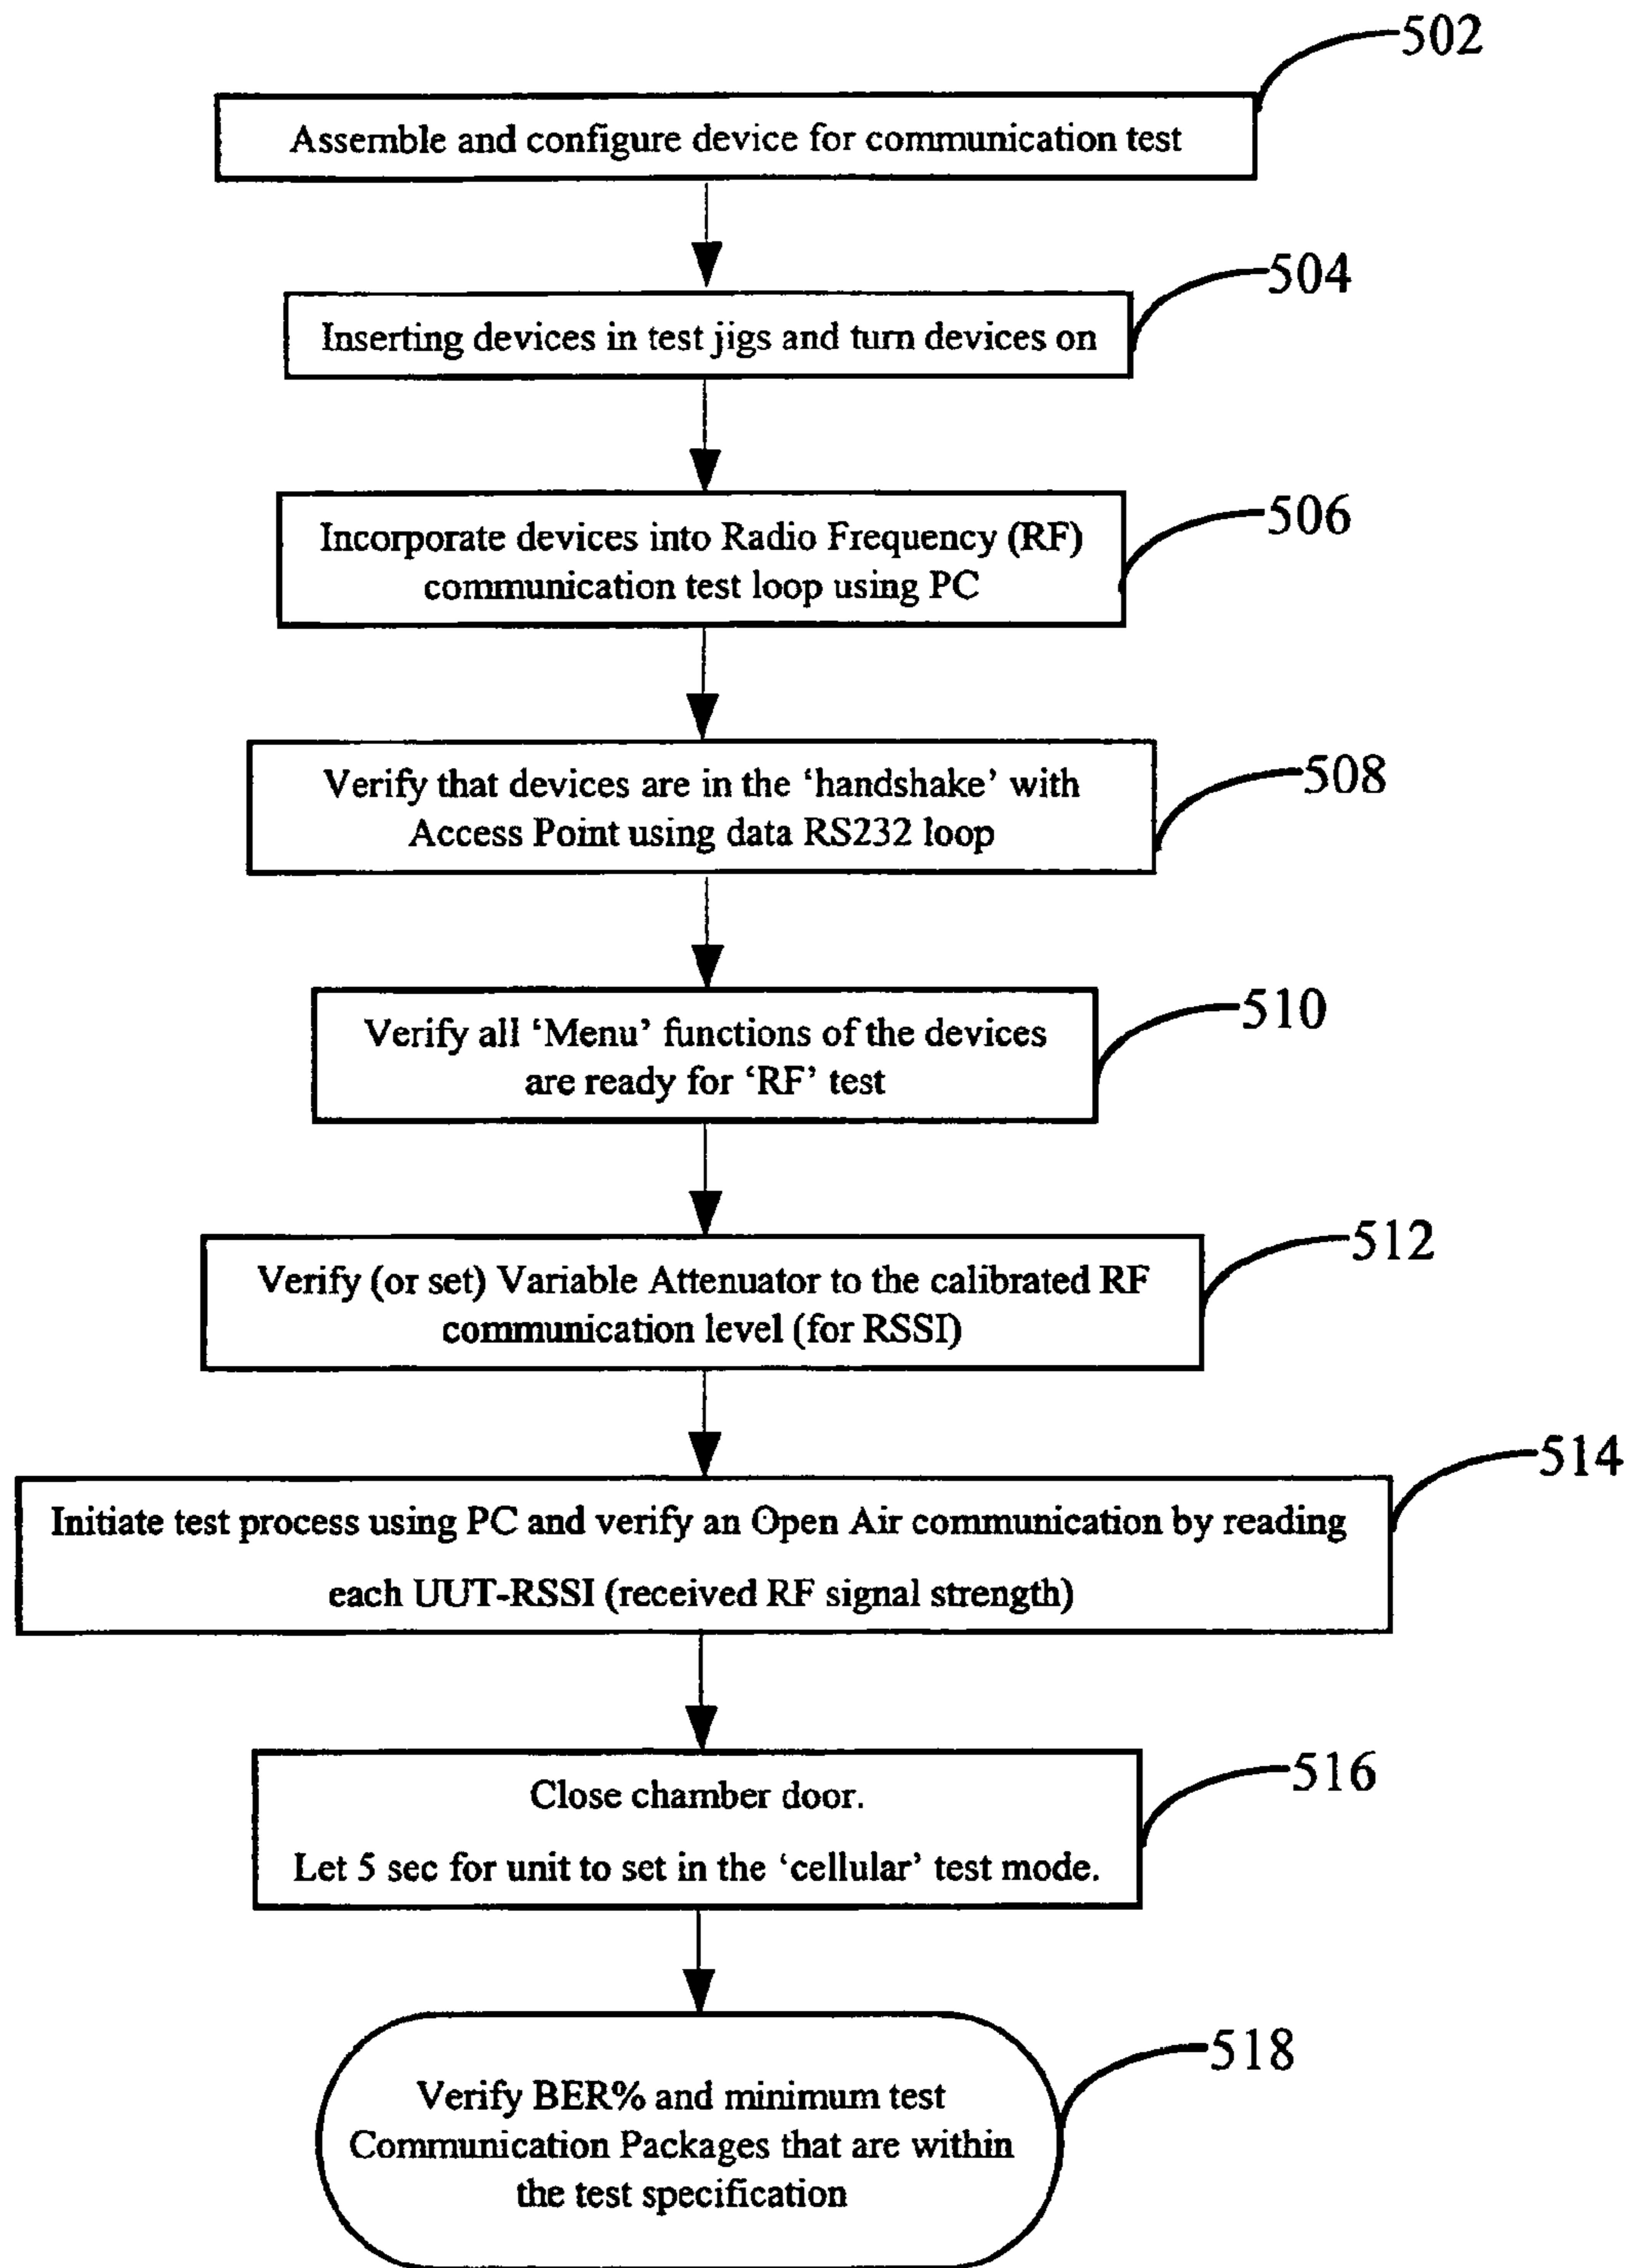 502
Assemble and configure device for communication test
504
Inserting devices in test jigs and turn devices on
506
Incorporate devices into Radio Frequency (RF)
communication test loop using PC
508
Verify that devices are in the ‘handshake’ with
Access Point using data RS232 loop
510
Verify all ‘Menu’ functions of the devices
are ready for ‘RF’ test
512
Verify (or set) Variable Attenuator to the calibrated RF
communication level (for RSSI)
514
Initiate test process using PC and verify an Open Air communication by reading
each UUT-RSSI (received RF signal strength)
516
Close chamber door.
Let 5 sec for unit to set in the ‘cellular’ test mode.
518
Verify BER% and minimum test
Communication Packages that are within
the test specification